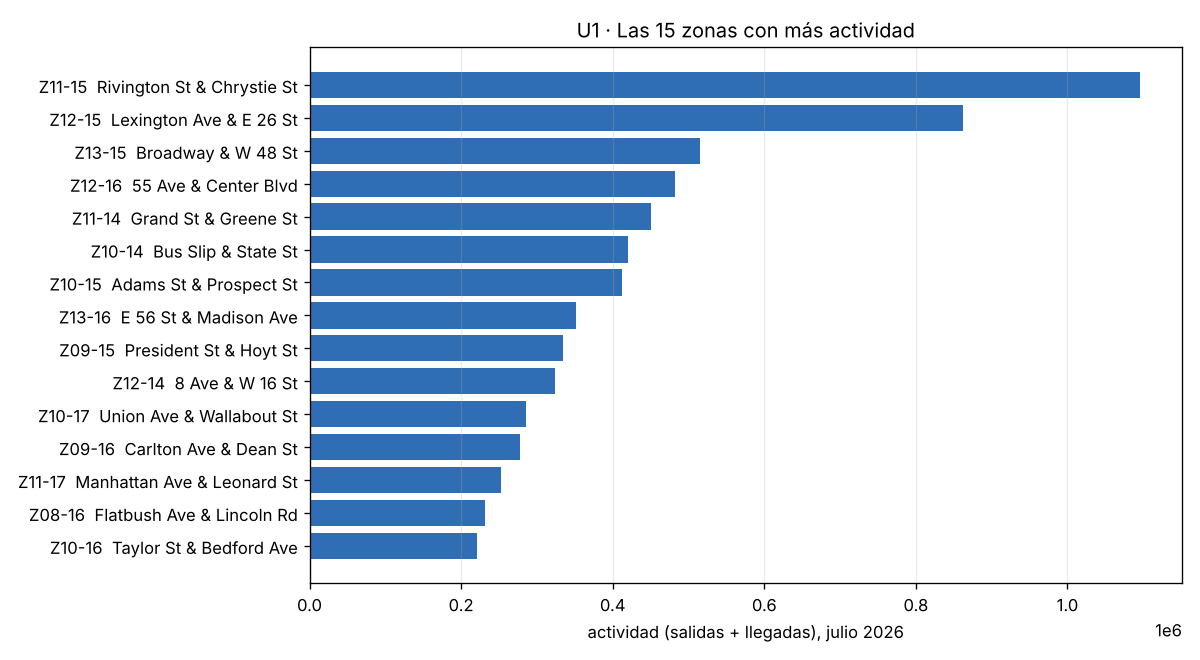 U1 · Las 15 zonas con más actividad
Z11-15  Rivington St & Chrystie St
Z12-15  Lexington Ave & E 26 St
Z13-15  Broadway & W 48 St
Z12-16  55 Ave & Center Blvd
Z11-14  Grand St & Greene St
Z10-14  Bus Slip & State St
Z10-15  Adams St & Prospect St
Z13-16  E 56 St & Madison Ave
Z09-15  President St & Hoyt St
Z12-14  8 Ave & W 16 St
Z10-17  Union Ave & Wallabout St
Z09-16  Carlton Ave & Dean St
Z11-17  Manhattan Ave & Leonard St
Z08-16  Flatbush Ave & Lincoln Rd
Z10-16  Taylor St & Bedford Ave
0.0 0.2 0.4 0.6 0.8 1.0
actividad (salidas + llegadas), julio 2026
1e6